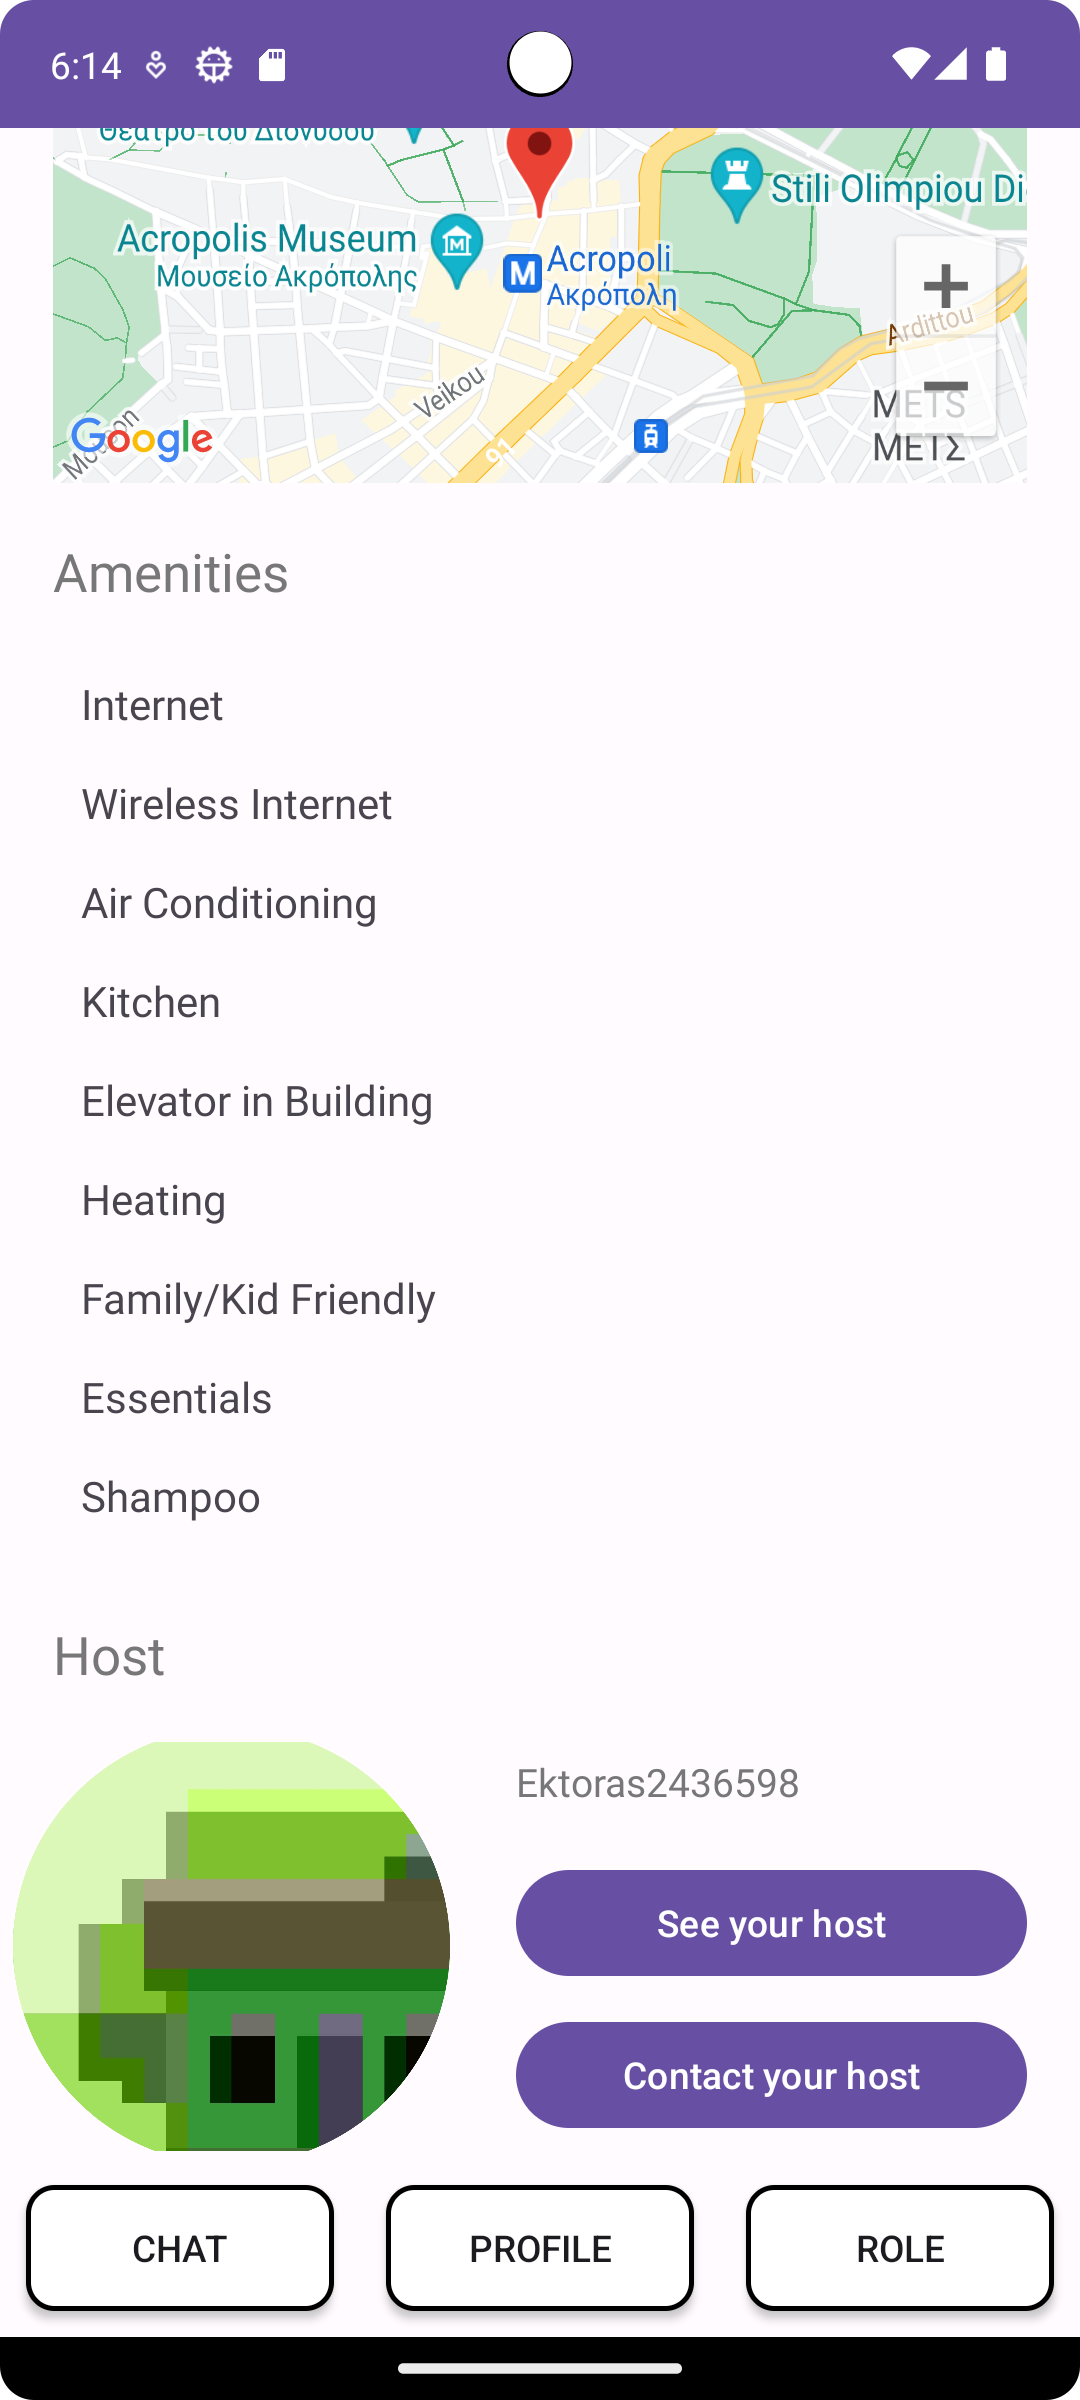 6:14
Θέατρο του Διονύσου
Stili Olimpiou Di
Acropolis Museum
Μουσείο Ακρόπολης
M
Acropoli
Ακρόπολη
Ardittou
Veikou
METS
ΜΕΤΣ
91
Google
Amenities
Internet
Wireless Internet
Air Conditioning
Kitchen
Elevator in Building
Heating
Family/Kid Friendly
Essentials
Shampoo
Host
Ektoras2436598
See your host
Contact your host
CHAT
PROFILE
ROLE